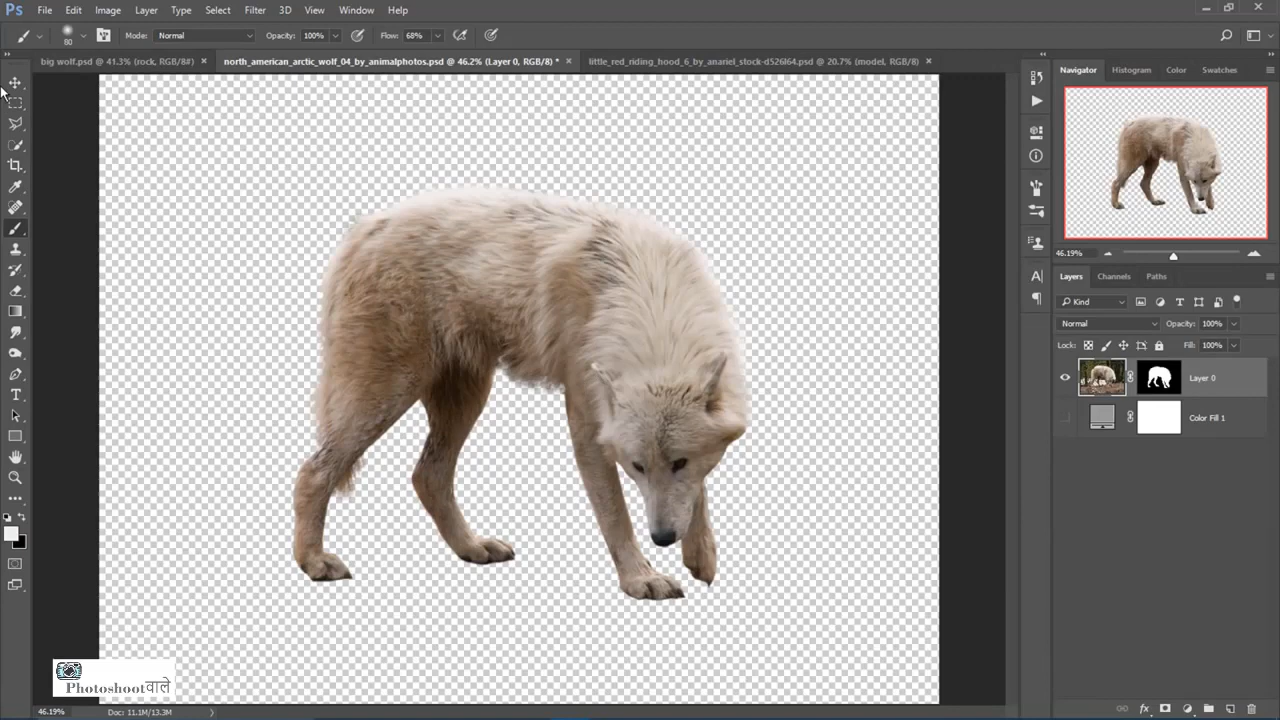 Ps File Edit Image Layer Type Select Filter 3D View Window Help
80 Mode: Normal Opacity: 100% Flow: 68%
big wolf.psd @ 41.3% (rock, RGB/8#) × north_american_arctic_wolf_04_by_animalphotos.psd @ 46.2% (Layer 0, RGB/8) * × little_red_riding_hood_6_by_anariel_stock-d526l64.psd @ 20.7% (model, RGB/8) ×
Navigator Histogram Color Swatches
46.19%
Layers Channels Paths
Kind
Normal Opacity: 100%
Lock: Fill: 100%
Layer 0
Color Fill 1
Photoshootवाले
46.19% Doc: 11.1M/13.3M